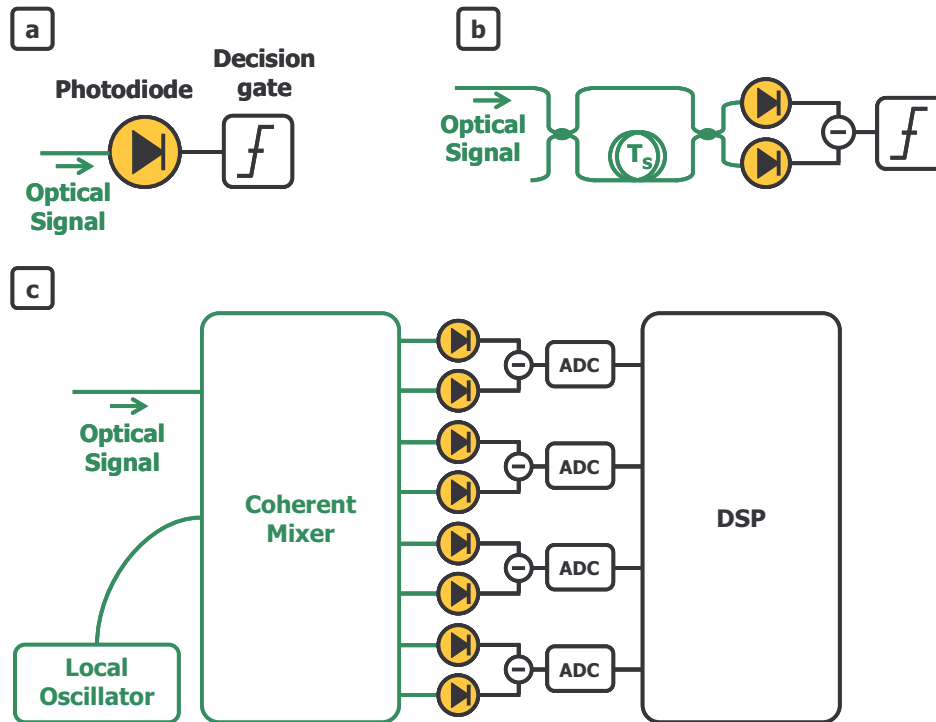 a
Photodiode
Decision
gate
Optical
Signal
b
Optical
Signal
Ts
c
Optical
Signal
Local
Oscillator
Coherent
Mixer
ADC
ADC
ADC
ADC
DSP